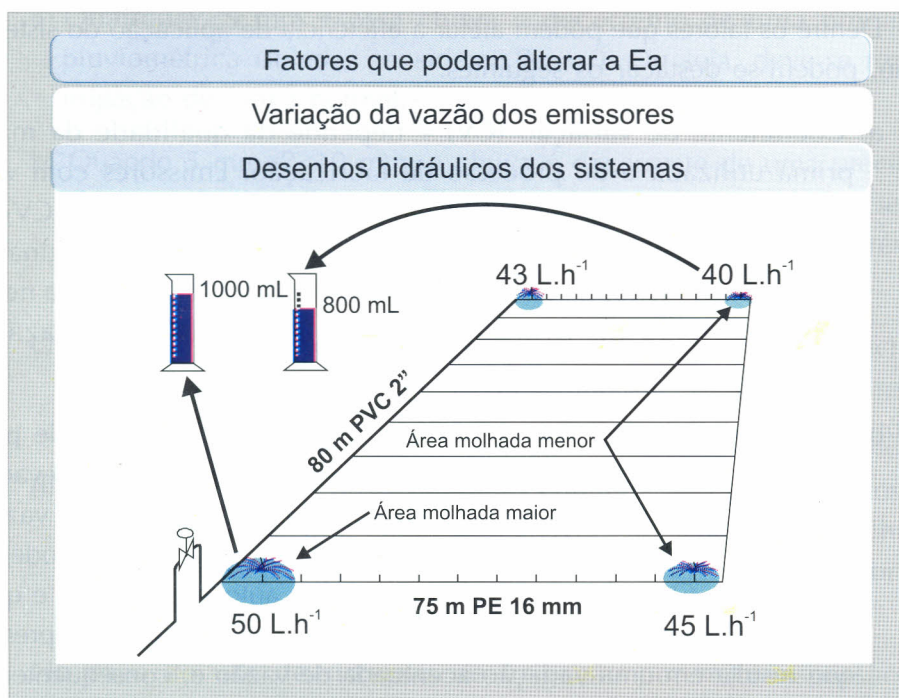 Fatores que podem alterar a Ea
Variação da vazão dos emissores
Desenhos hidráulicos dos sistemas
43 L.h⁻¹
40 L.h⁻¹
1000 mL
800 mL
80 m PVC 2”
Área molhada menor
Área molhada maior
75 m PE 16 mm
50 L.h⁻¹
45 L.h⁻¹